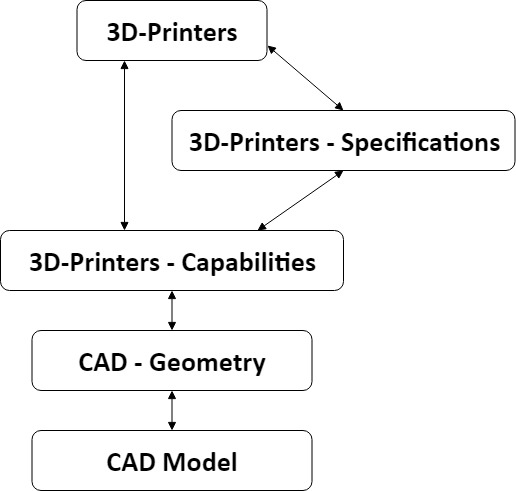 3D-Printers
3D-Printers - Specifications
3D-Printers - Capabilities
CAD - Geometry
CAD Model